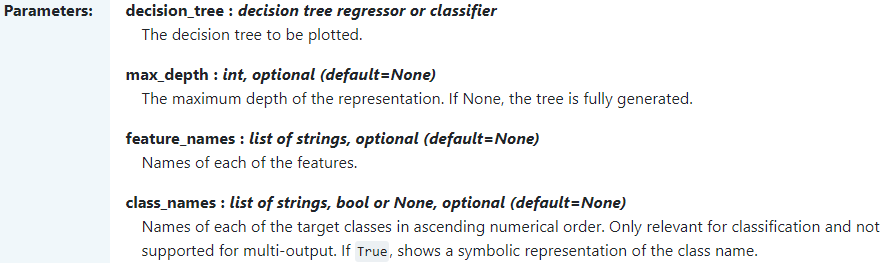 Parameters:
decision_tree : decision tree regressor or classifier
The decision tree to be plotted.
max_depth : int, optional (default=None)
The maximum depth of the representation. If None, the tree is fully generated.
feature_names : list of strings, optional (default=None)
Names of each of the features.
class_names : list of strings, bool or None, optional (default=None)
Names of each of the target classes in ascending numerical order. Only relevant for classification and not
supported for multi-output. If True, shows a symbolic representation of the class name.